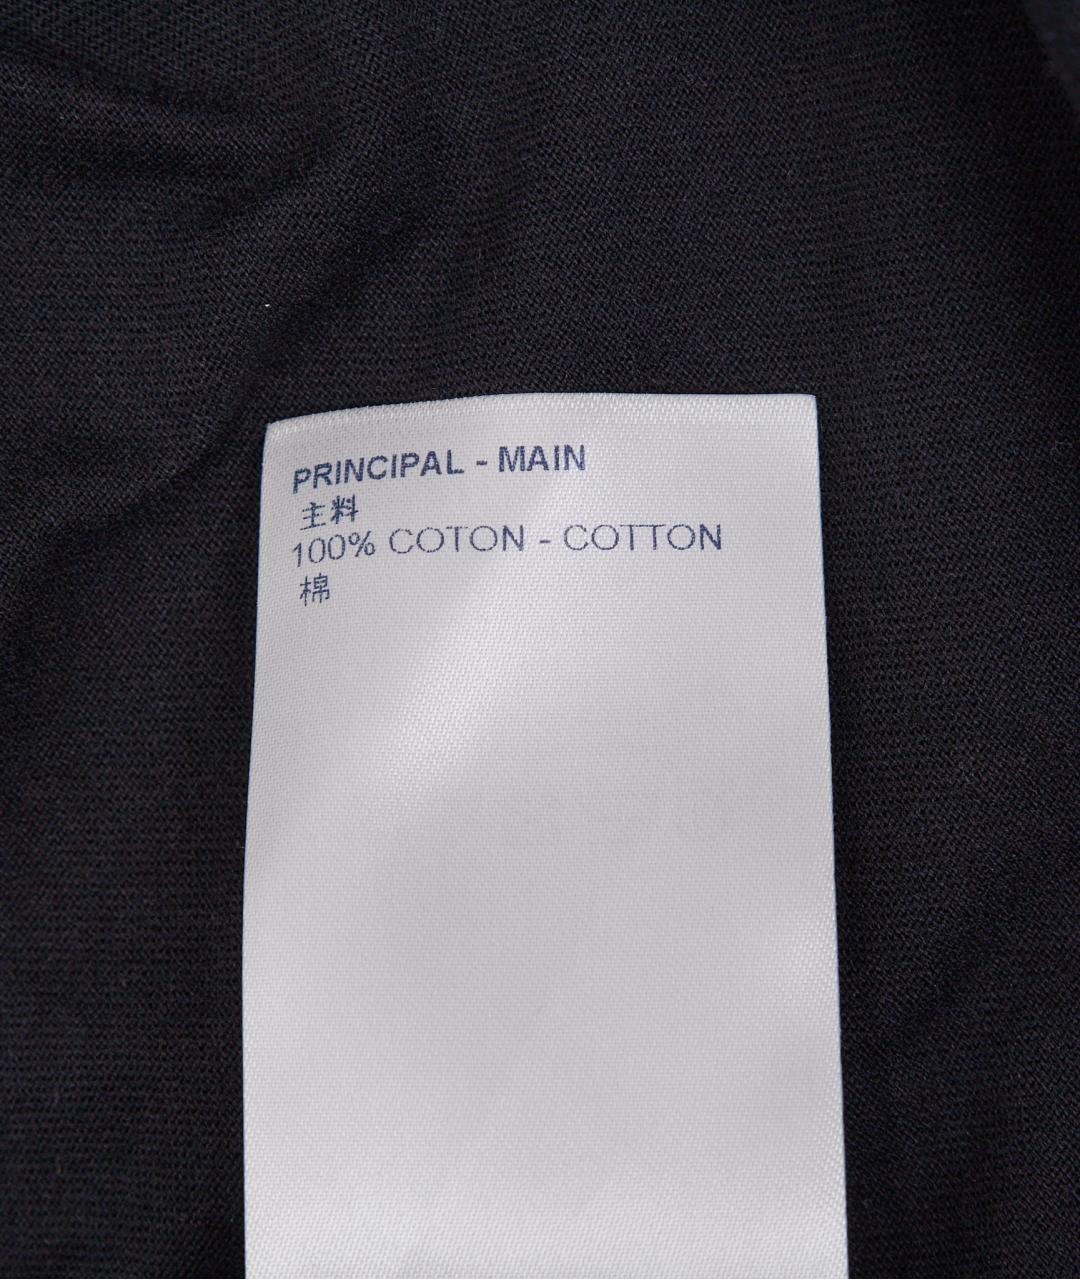 PRINCIPAL - MAIN
主料
100% COTON - COTTON
棉